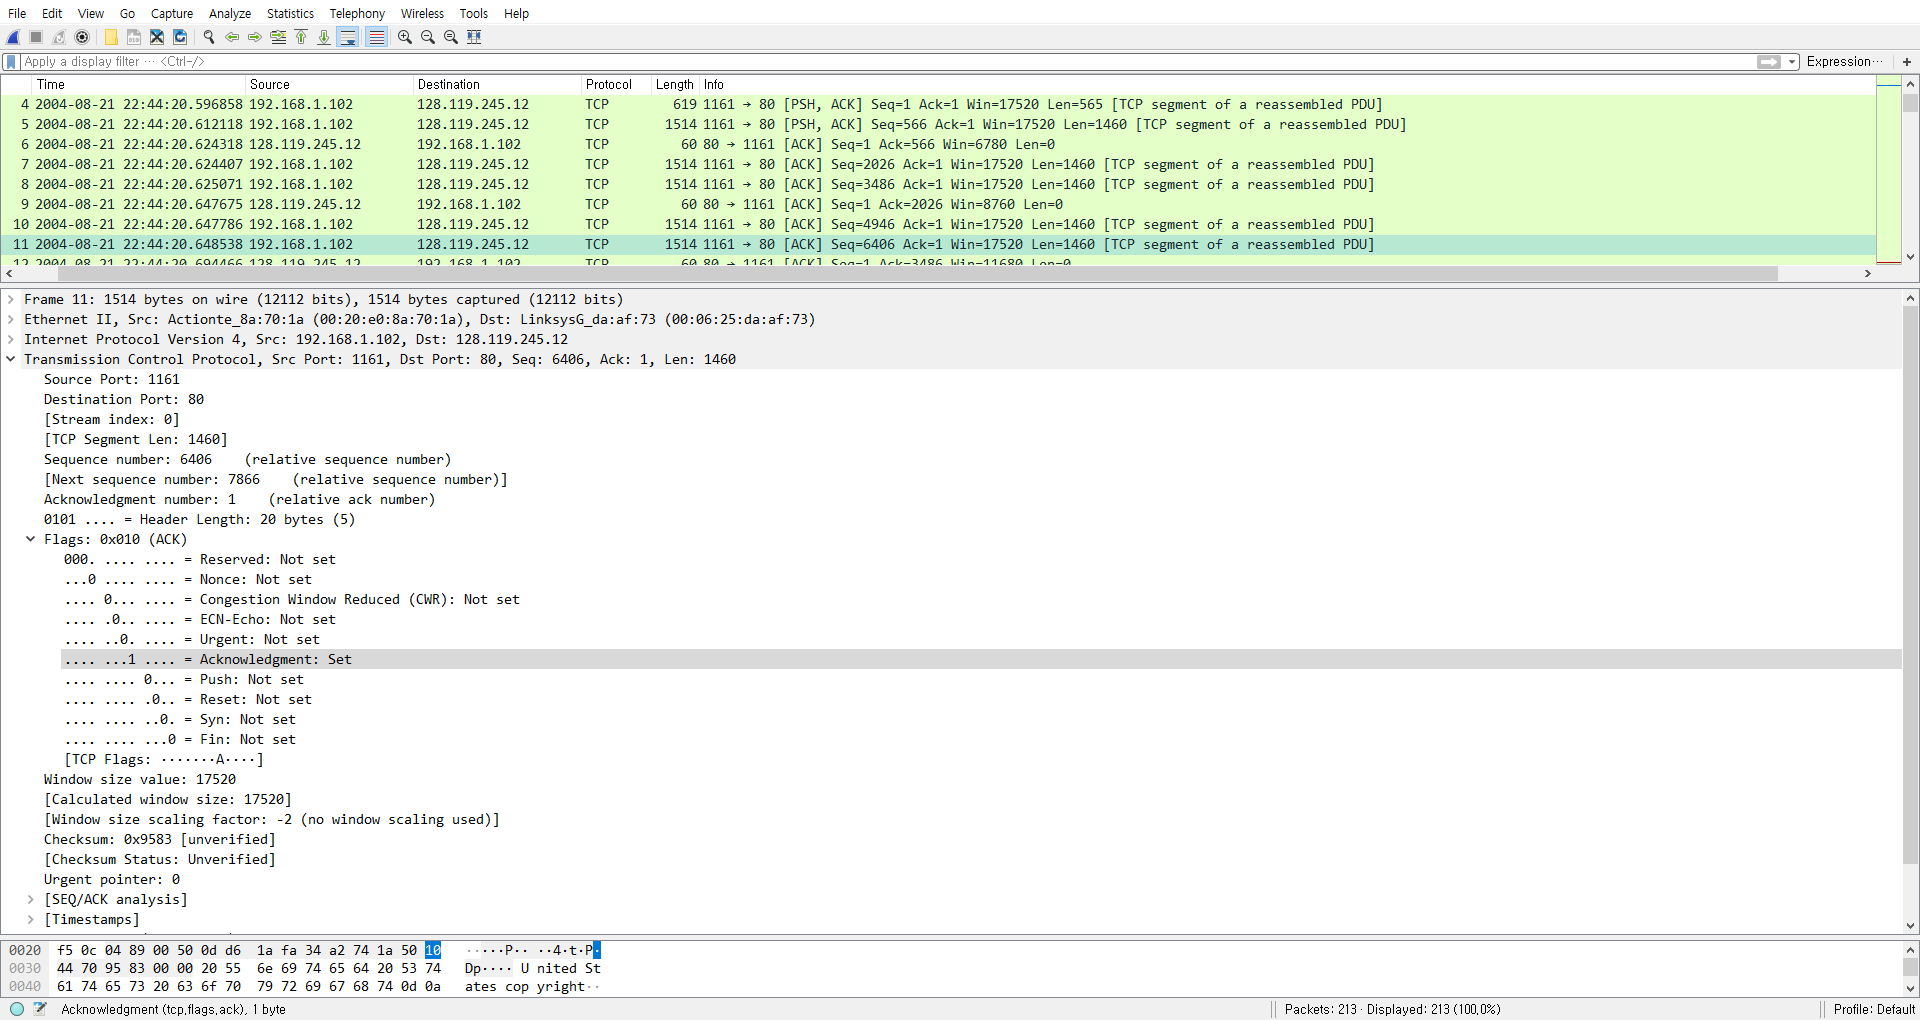 File Edit View Go Capture Analyze Statistics Telephony Wireless Tools Help
Apply a display filter ... <Ctrl-/> Expression... +
Time Source Destination Protocol Length Info
4 2004-08-21 22:44:20.596858 192.168.1.102 128.119.245.12 TCP 619 1161 → 80 [PSH, ACK] Seq=1 Ack=1 Win=17520 Len=565 [TCP segment of a reassembled PDU]
5 2004-08-21 22:44:20.612118 192.168.1.102 128.119.245.12 TCP 1514 1161 → 80 [PSH, ACK] Seq=566 Ack=1 Win=17520 Len=1460 [TCP segment of a reassembled PDU]
6 2004-08-21 22:44:20.624318 128.119.245.12 192.168.1.102 TCP 60 80 → 1161 [ACK] Seq=1 Ack=566 Win=6780 Len=0
7 2004-08-21 22:44:20.624407 192.168.1.102 128.119.245.12 TCP 1514 1161 → 80 [ACK] Seq=2026 Ack=1 Win=17520 Len=1460 [TCP segment of a reassembled PDU]
8 2004-08-21 22:44:20.625071 192.168.1.102 128.119.245.12 TCP 1514 1161 → 80 [ACK] Seq=3486 Ack=1 Win=17520 Len=1460 [TCP segment of a reassembled PDU]
9 2004-08-21 22:44:20.647675 128.119.245.12 192.168.1.102 TCP 60 80 → 1161 [ACK] Seq=1 Ack=2026 Win=8760 Len=0
10 2004-08-21 22:44:20.647786 192.168.1.102 128.119.245.12 TCP 1514 1161 → 80 [ACK] Seq=4946 Ack=1 Win=17520 Len=1460 [TCP segment of a reassembled PDU]
11 2004-08-21 22:44:20.648538 192.168.1.102 128.119.245.12 TCP 1514 1161 → 80 [ACK] Seq=6406 Ack=1 Win=17520 Len=1460 [TCP segment of a reassembled PDU]
12 2004-08-21 22:44:20.694466 128.119.245.12 192.168.1.102 TCP 60 80 → 1161 [ACK] Seq=1 Ack=3486 Win=11680 Len=0
Frame 11: 1514 bytes on wire (12112 bits), 1514 bytes captured (12112 bits)
Ethernet II, Src: Actionte_8a:70:1a (00:20:e0:8a:70:1a), Dst: LinksysG_da:af:73 (00:06:25:da:af:73)
Internet Protocol Version 4, Src: 192.168.1.102, Dst: 128.119.245.12
Transmission Control Protocol, Src Port: 1161, Dst Port: 80, Seq: 6406, Ack: 1, Len: 1460
Source Port: 1161
Destination Port: 80
[Stream index: 0]
[TCP Segment Len: 1460]
Sequence number: 6406 (relative sequence number)
[Next sequence number: 7866 (relative sequence number)]
Acknowledgment number: 1 (relative ack number)
0101 .... = Header Length: 20 bytes (5)
Flags: 0x010 (ACK)
000. .... .... = Reserved: Not set
...0 .... .... = Nonce: Not set
.... 0... .... = Congestion Window Reduced (CWR): Not set
.... .0.. .... = ECN-Echo: Not set
.... ..0. .... = Urgent: Not set
.... ...1 .... = Acknowledgment: Set
.... .... 0... = Push: Not set
.... .... .0.. = Reset: Not set
.... .... ..0. = Syn: Not set
.... .... ...0 = Fin: Not set
[TCP Flags: ·······A····]
Window size value: 17520
[Calculated window size: 17520]
[Window size scaling factor: -2 (no window scaling used)]
Checksum: 0x9583 [unverified]
[Checksum Status: Unverified]
Urgent pointer: 0
[SEQ/ACK analysis]
[Timestamps]
0020 f5 0c 04 89 00 50 0d d6 1a fa 34 a2 74 1a 50 10 ·····P·· ··4·t·P·
0030 44 70 95 83 00 00 20 55 6e 69 74 65 64 20 53 74 Dp···· U nited St
0040 61 74 65 73 20 63 6f 70 79 72 69 67 68 74 0d 0a ates cop yright··
Acknowledgment (tcp.flags.ack), 1 byte Packets: 213 · Displayed: 213 (100.0%) Profile: Default